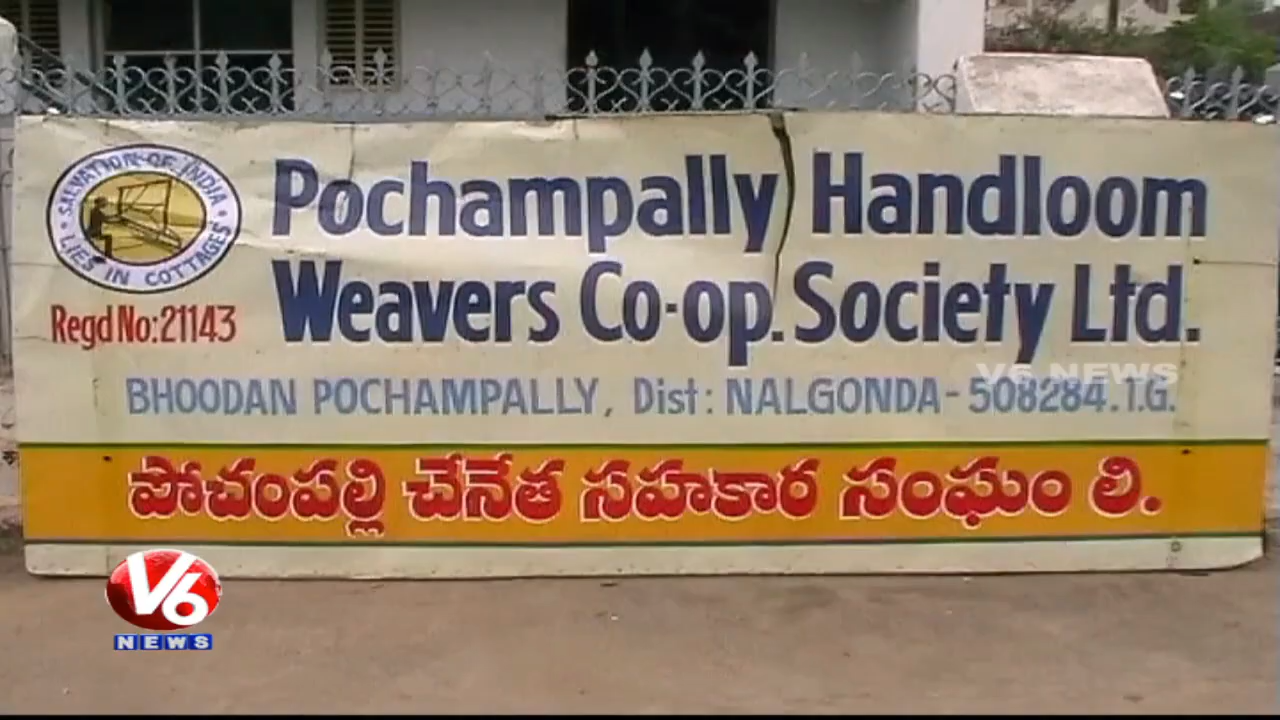 SALVATION OF INDIA
LIES IN COTTAGES
Regd No:21143
Pochampally Handloom
Weavers Co-op. Society Ltd.
V6 NEWS
BHOODAN POCHAMPALLY, Dist: NALGONDA-508284.T.G.
పోచంపల్లి చేనేత సహకార సంఘం లి.
V6
NEWS